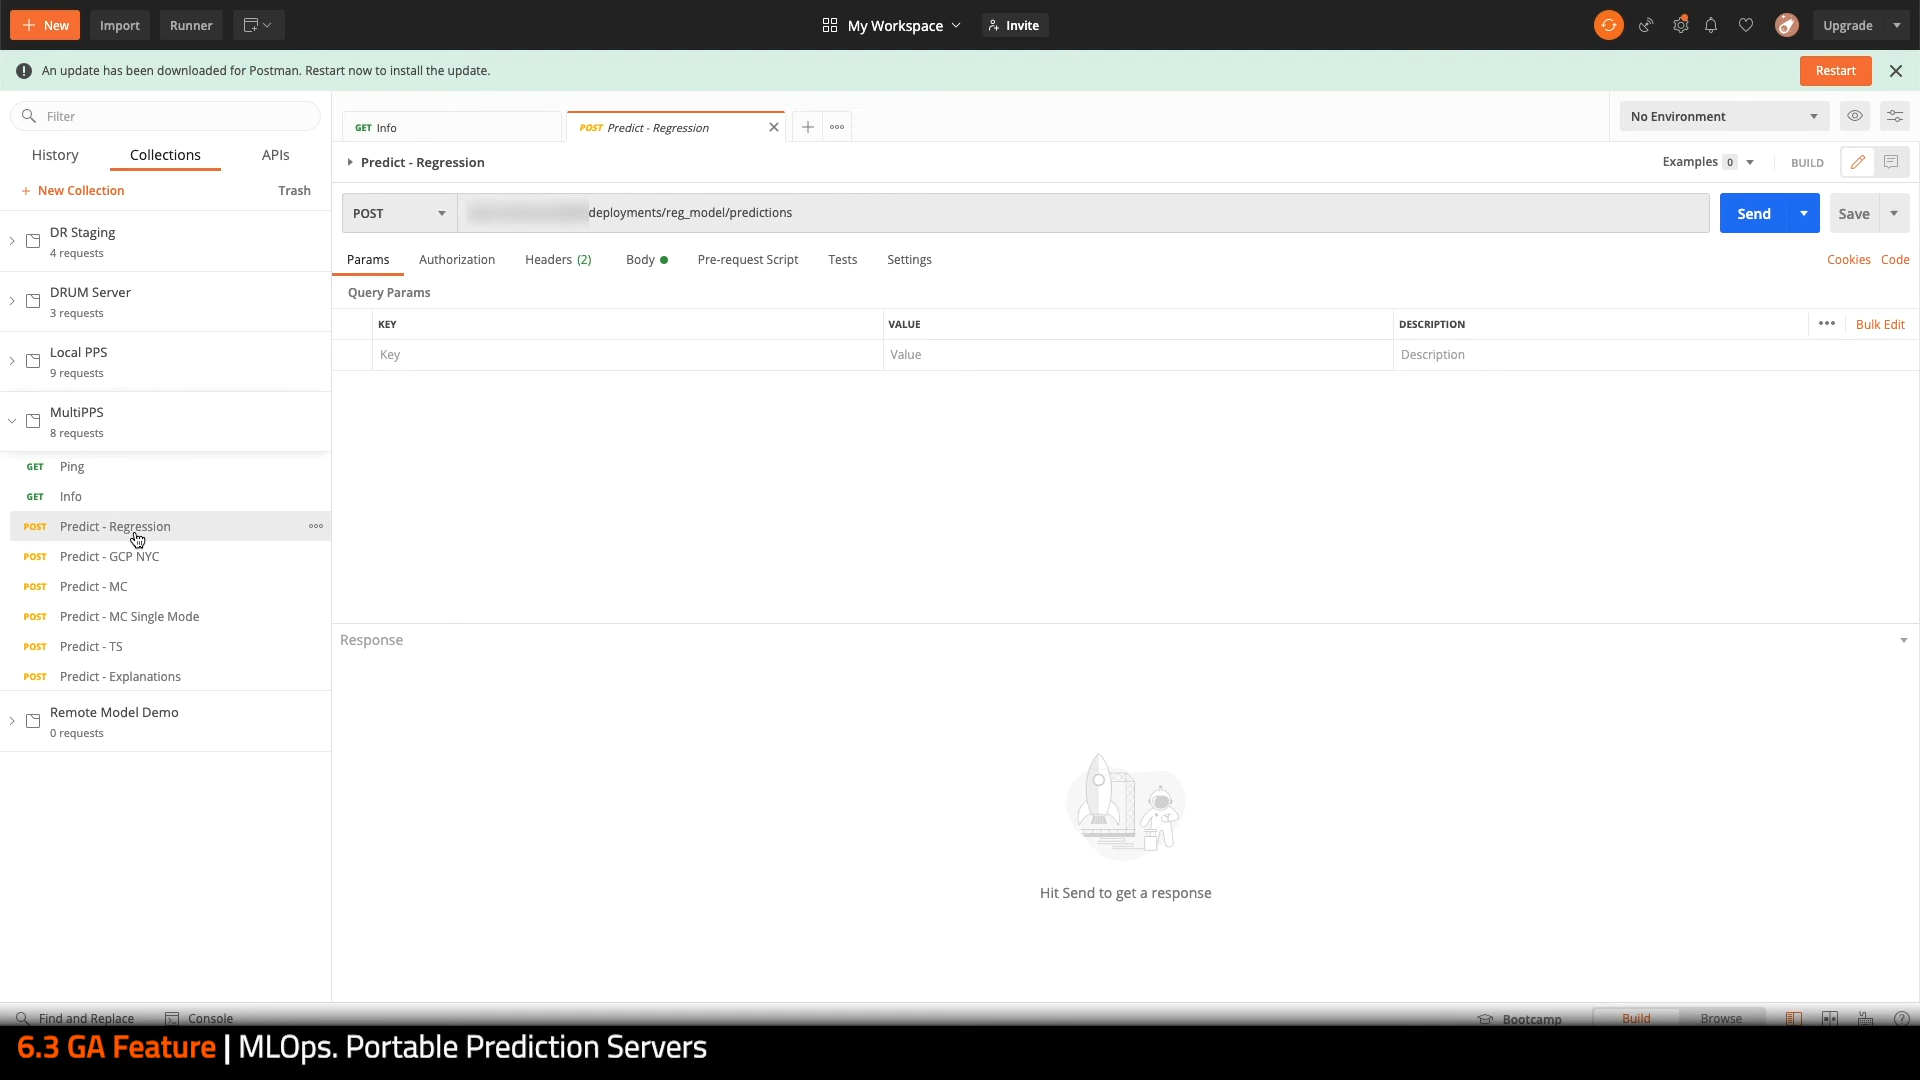 + New
Import
Runner
My Workspace
Invite
Upgrade
An update has been downloaded for Postman. Restart now to install the update.
Restart
Filter
History
Collections
APIs
+ New Collection
Trash
DR Staging
4 requests
DRUM Server
3 requests
Local PPS
9 requests
MultiPPS
8 requests
GET Ping
GET Info
POST Predict - Regression
POST Predict - GCP NYC
POST Predict - MC
POST Predict - MC Single Mode
POST Predict - TS
POST Predict - Explanations
Remote Model Demo
0 requests
GET Info
POST Predict - Regression
No Environment
Predict - Regression
Examples 0
BUILD
POST
deployments/reg_model/predictions
Send
Save
Params
Authorization
Headers (2)
Body
Pre-request Script
Tests
Settings
Cookies
Code
Query Params
KEY
VALUE
DESCRIPTION
Bulk Edit
Key
Value
Description
Response
Hit Send to get a response
Find and Replace
Console
Bootcamp
Build
Browse
6.3 GA Feature | MLOps. Portable Prediction Servers